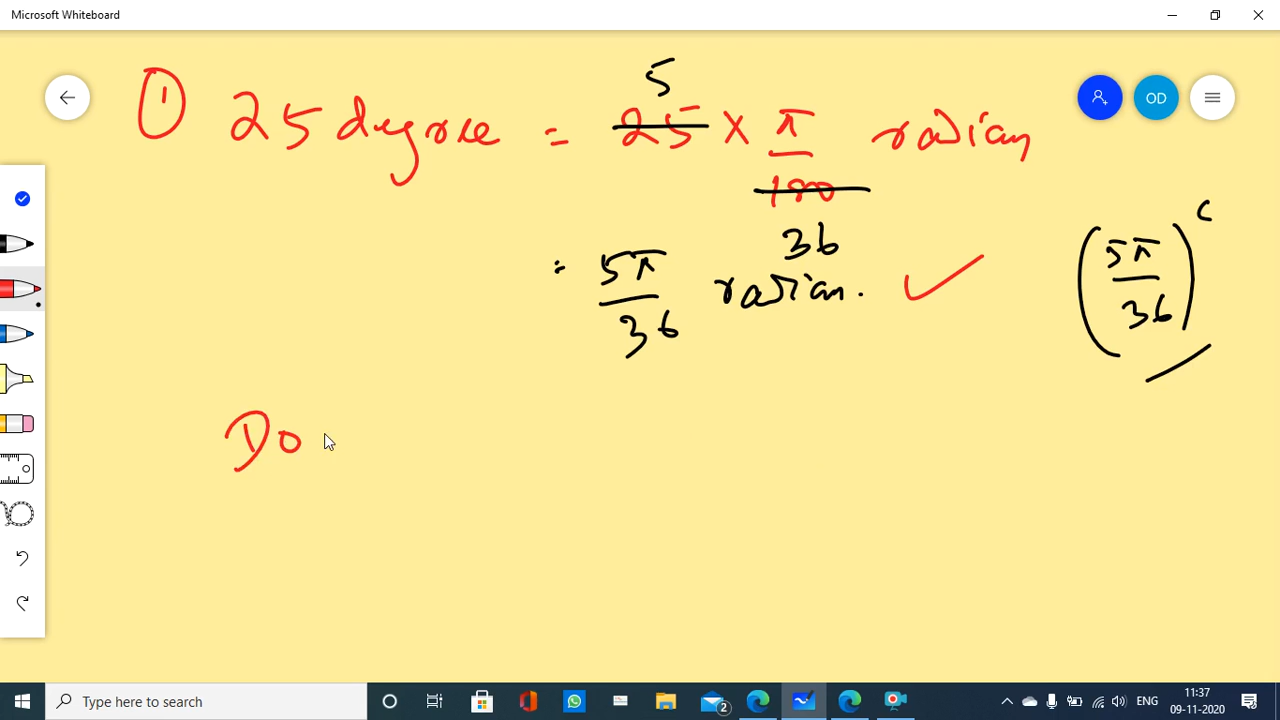 Microsoft Whiteboard
① 25 degree = 25 × π/180 radian
5
36
= 5π/36 radian. ✓
(5π/36)ᶜ
Do
OD
Type here to search
2
ENG
11:37
09-11-2020